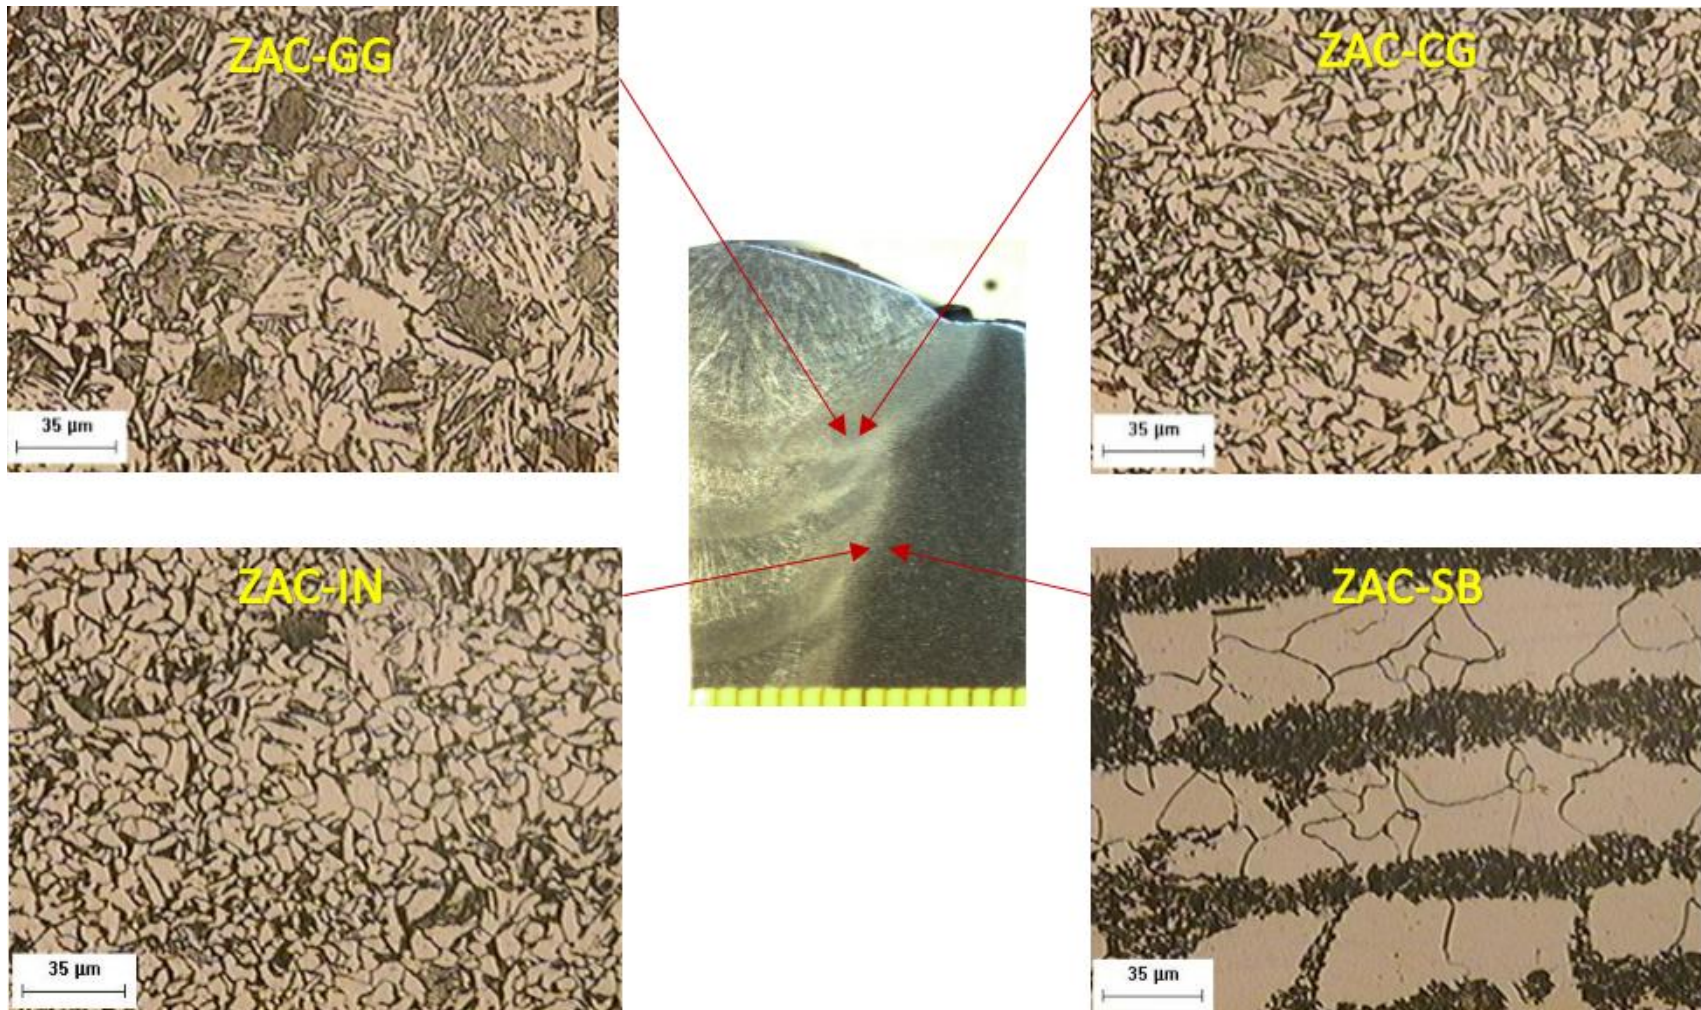 ZAC-GG
ZAC-CG
35 µm
35 µm
ZAC-IN
ZAC-SB
35 µm
35 µm